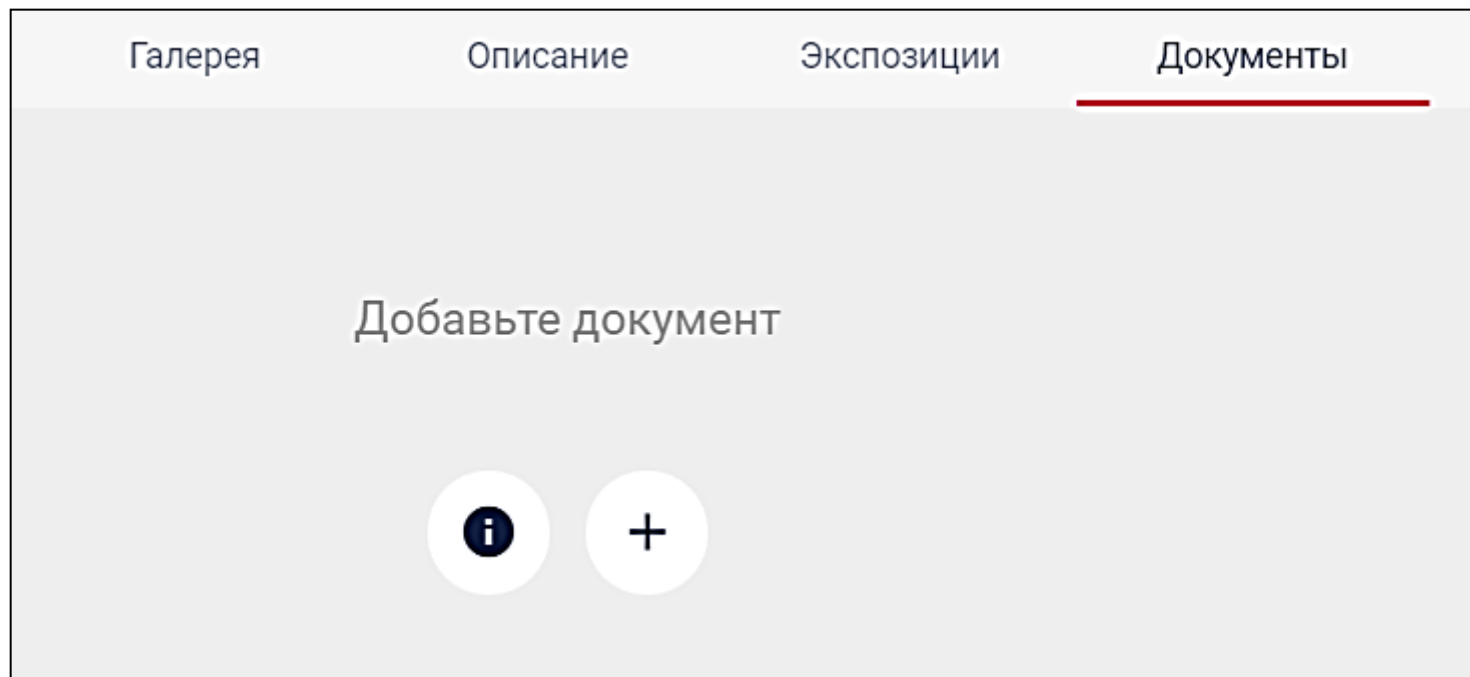 Галерея Описание Экспозиции Документы
Добавьте документ